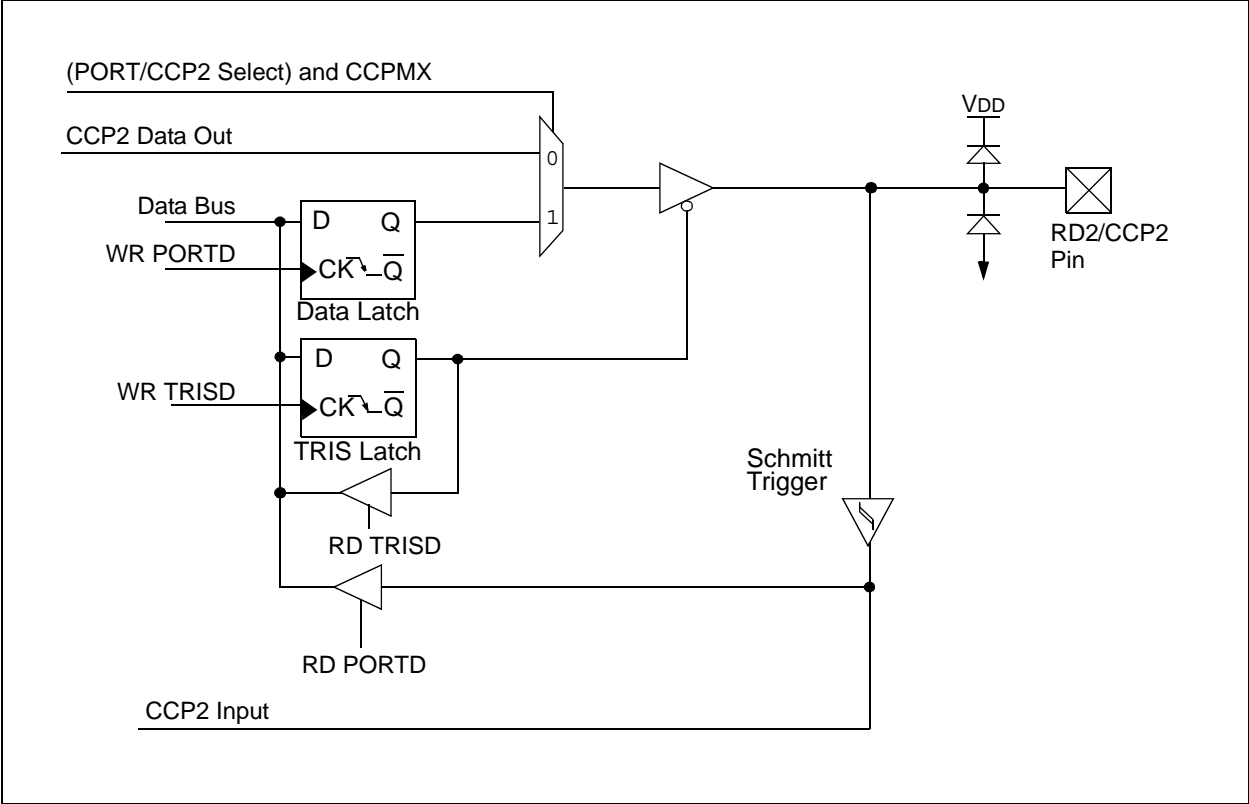 (PORT/CCP2 Select) and CCPMX
VDD
CCP2 Data Out
0
Data Bus
D Q
1
RD2/CCP2
Pin
WR PORTD
CK Q
Data Latch
D Q
WR TRISD
CK Q
TRIS Latch
Schmitt
Trigger
RD TRISD
RD PORTD
CCP2 Input